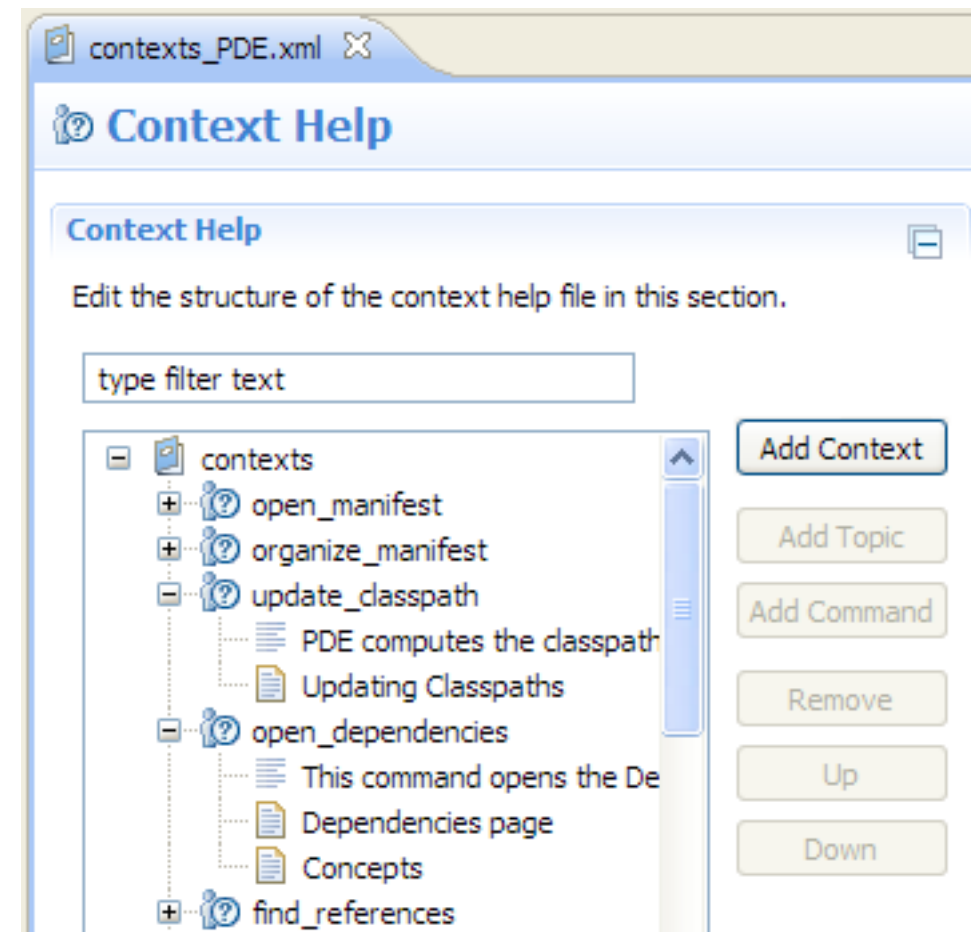 contexts_PDE.xml
Context Help
Context Help
Edit the structure of the context help file in this section.
type filter text
contexts
open_manifest
organize_manifest
update_classpath
PDE computes the classpath
Updating Classpaths
open_dependencies
This command opens the De
Dependencies page
Concepts
find_references
Add Context
Add Topic
Add Command
Remove
Up
Down